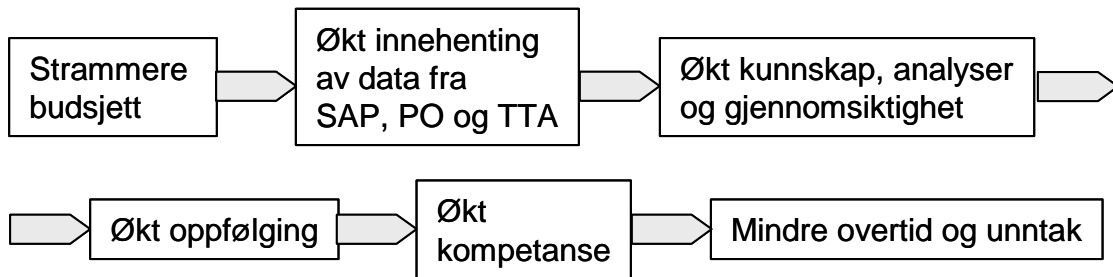 Strammere
budsjett
Økt innehenting
av data fra
SAP, PO og TTA
Økt kunnskap, analyser
og gjennomsiktighet
Økt oppfølging
Økt
kompetanse
Mindre overtid og unntak